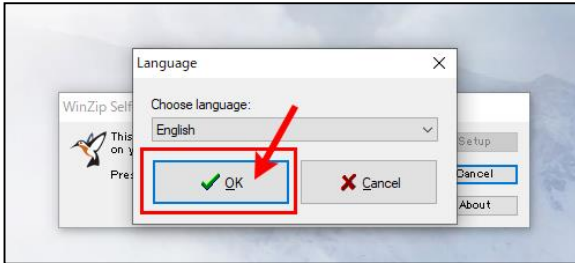 Language
Choose language:
English
OK
Cancel
WinZip Self
This
on y
Pres
Setup
Cancel
About